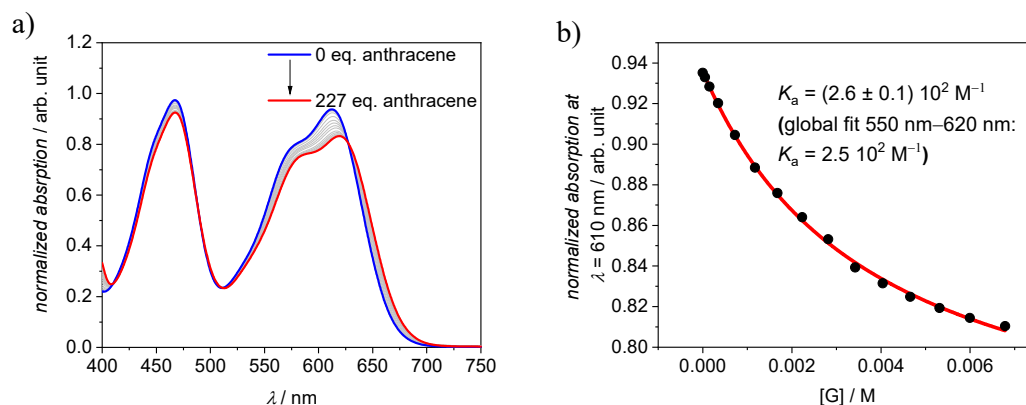 a)
normalized absrption / arb. unit
1.2
1.0
0.8
0.6
0.4
0.2
0.0
400 450 500 550 600 650 700 750
λ / nm
0 eq. anthracene
227 eq. anthracene
b)
normalized absorption at
λ = 610 nm / arb. unit
0.94
0.92
0.90
0.88
0.86
0.84
0.82
0.80
0.000 0.002 0.004 0.006
[G] / M
Kₐ = (2.6 ± 0.1) 10² M⁻¹
(global fit 550 nm–620 nm:
Kₐ = 2.5 10² M⁻¹)